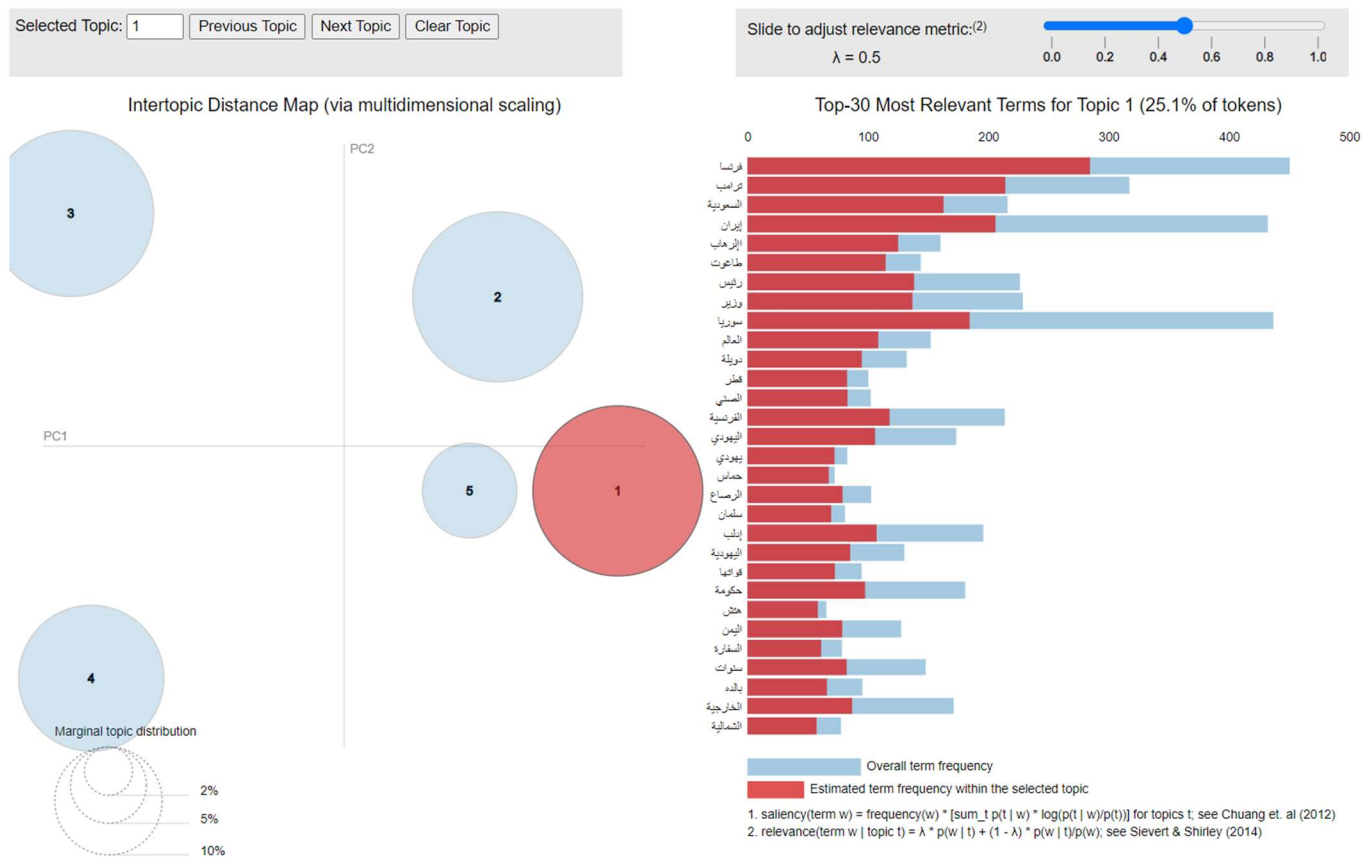 Selected Topic: 1 Previous Topic Next Topic Clear Topic
Slide to adjust relevance metric:(2)
λ = 0.5
0.0 0.2 0.4 0.6 0.8 1.0
Intertopic Distance Map (via multidimensional scaling)
PC2
PC1
3
2
5
1
4
Marginal topic distribution
2%
5%
10%
Top-30 Most Relevant Terms for Topic 1 (25.1% of tokens)
0 100 200 300 400 500
فرنسا
ترامب
السعودية
إيران
اإلرهاب
طاغوت
رئيس
وزير
سوريا
العالم
دويلة
قطر
الفرنسية
اليهودي
يهودي
حماس
الرصاع
سلمان
إدلب
اليهودية
قواتها
حكومة
هتش
اليمن
السفارة
سنوات
بالده
الخارجية
الشمالية
Overall term frequency
Estimated term frequency within the selected topic
1. saliency(term w) = frequency(w) * [sum_t p(t | w) * log(p(t | w)/p(t))] for topics t; see Chuang et. al (2012)
2. relevance(term w | topic t) = λ * p(w | t) + (1 - λ) * p(w | t)/p(w); see Sievert & Shirley (2014)